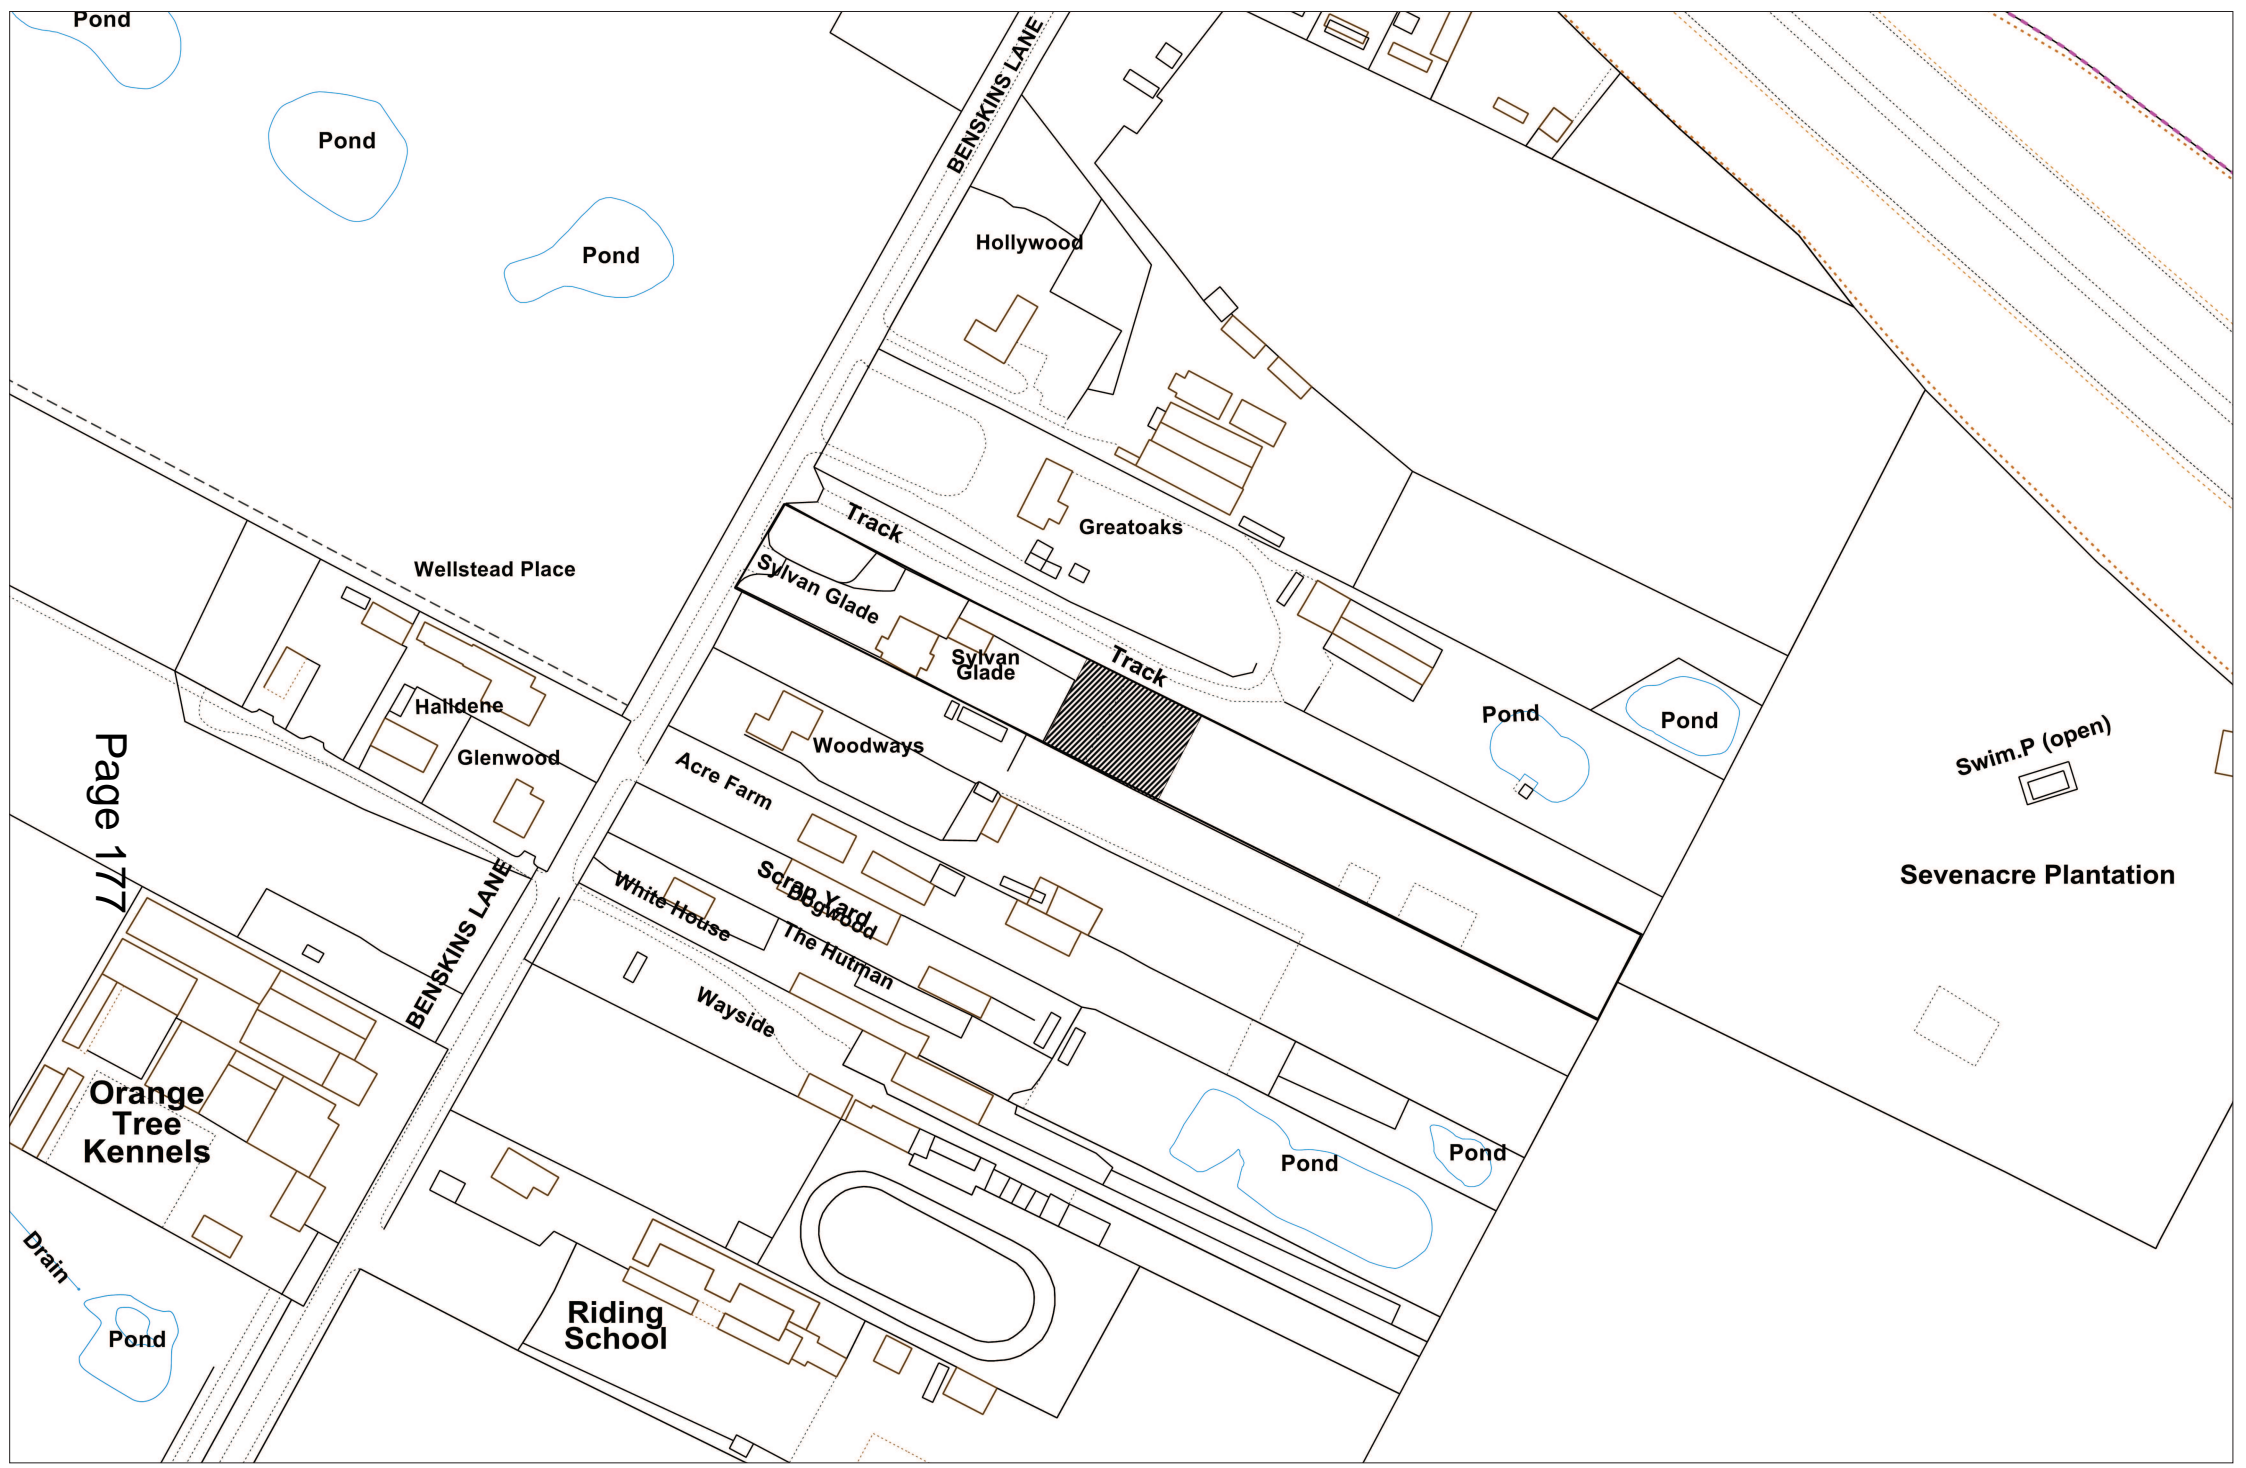 Pond
BENSKINS LANE
Pond
Hollywood
Pond
Track
Greatoaks
Wellstead Place
Sylvan Glade
Sylvan
Glade
Track
Halldene
Pond
Pond
Woodways
Swim.P (open)
Glenwood
Acre Farm
Page 177
Sevenacre Plantation
Scrap Yard
Dogwood
White House
The Hutman
BENSKINS LANE
Wayside
Orange
Tree
Kennels
Pond
Pond
Drain
Riding
School
Pond